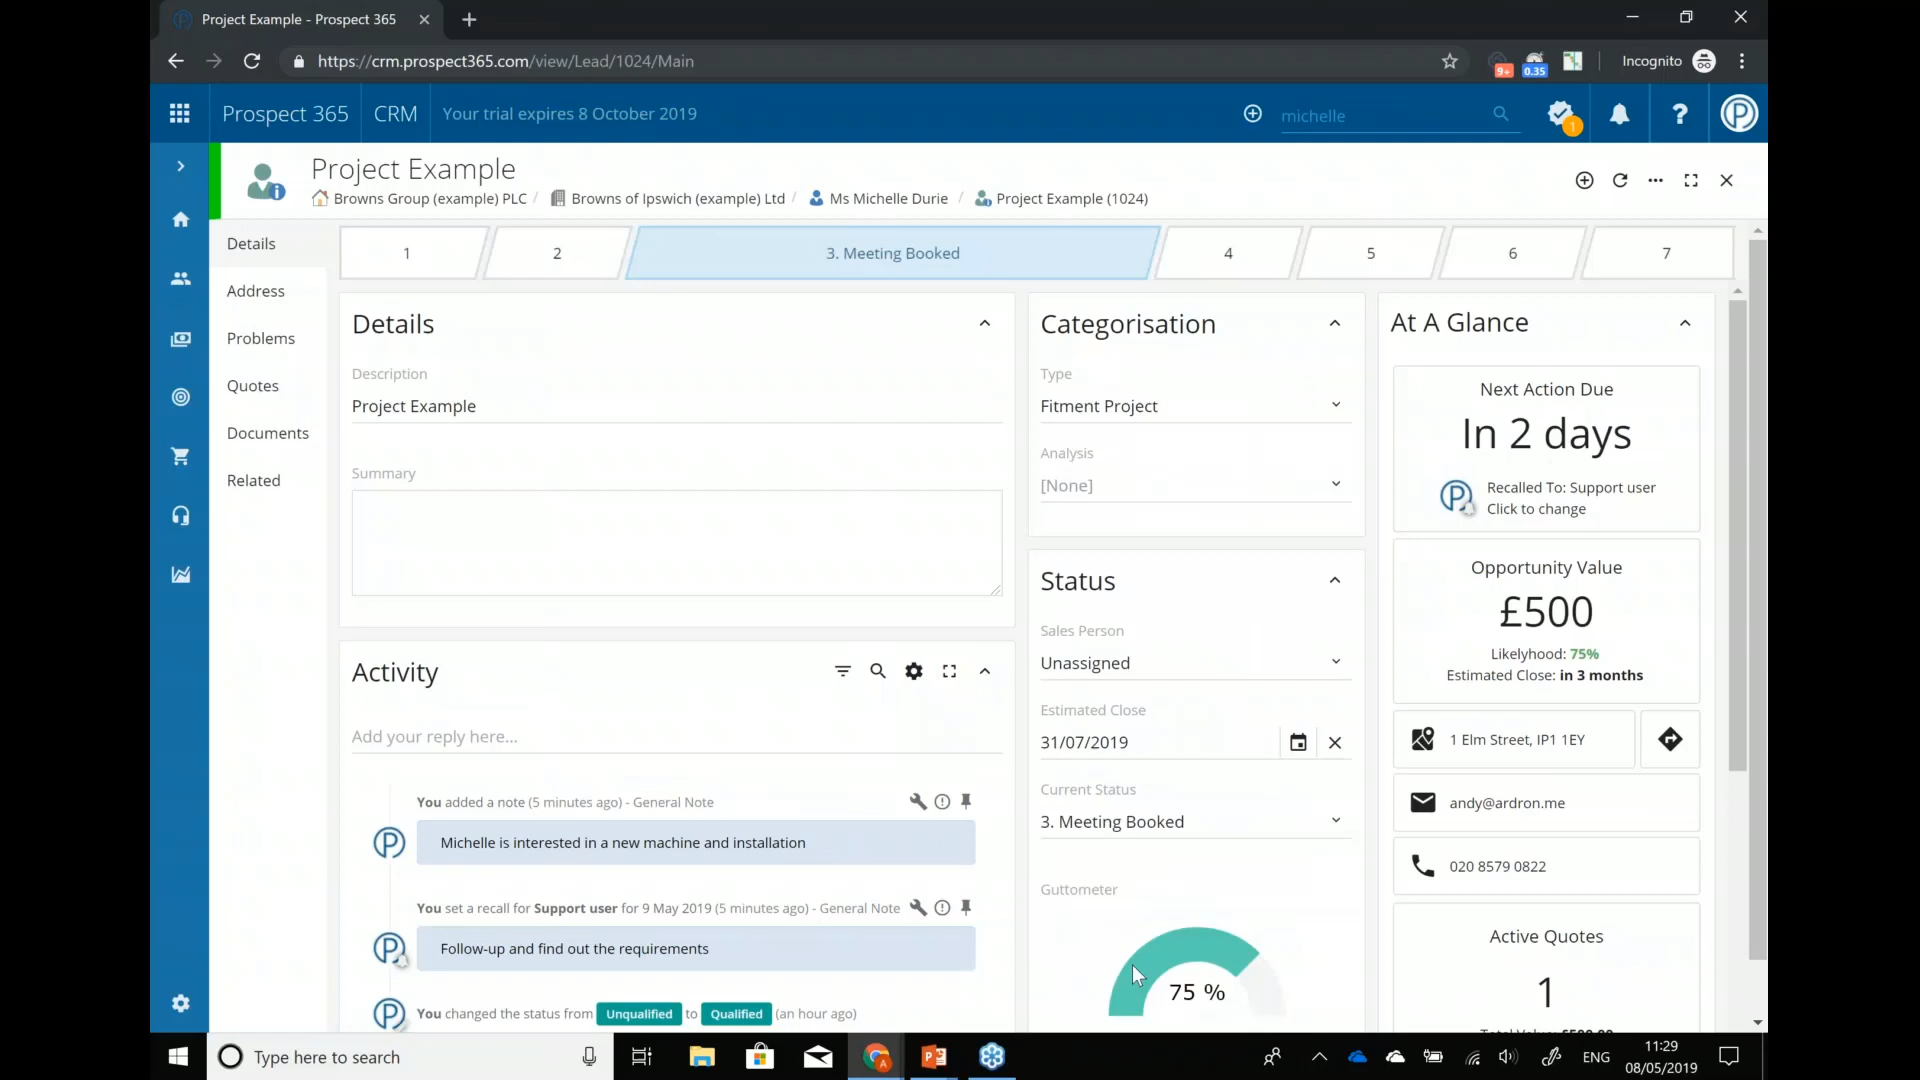 Project Example - Prospect 365
https://crm.prospect365.com/view/Lead/1024/Main
9+
0.35
Incognito
Prospect 365
CRM
Your trial expires 8 October 2019
michelle
1
Project Example
Browns Group (example) PLC / Browns of Ipswich (example) Ltd / Ms Michelle Durie / Project Example (1024)
Details
Address
Problems
Quotes
Documents
Related
1
2
3. Meeting Booked
4
5
6
7
Details
Description
Project Example
Summary
Activity
Add your reply here...
You added a note (5 minutes ago) - General Note
Michelle is interested in a new machine and installation
You set a recall for Support user for 9 May 2019 (5 minutes ago) - General Note
Follow-up and find out the requirements
You changed the status from Unqualified to Qualified (an hour ago)
Categorisation
Type
Fitment Project
Analysis
[None]
Status
Sales Person
Unassigned
Estimated Close
31/07/2019
Current Status
3. Meeting Booked
Guttometer
75 %
At A Glance
Next Action Due
In 2 days
Recalled To: Support user
Click to change
Opportunity Value
£500
Likelyhood: 75%
Estimated Close: in 3 months
1 Elm Street, IP1 1EY
andy@ardron.me
020 8579 0822
Active Quotes
1
Type here to search
ENG
11:29
08/05/2019